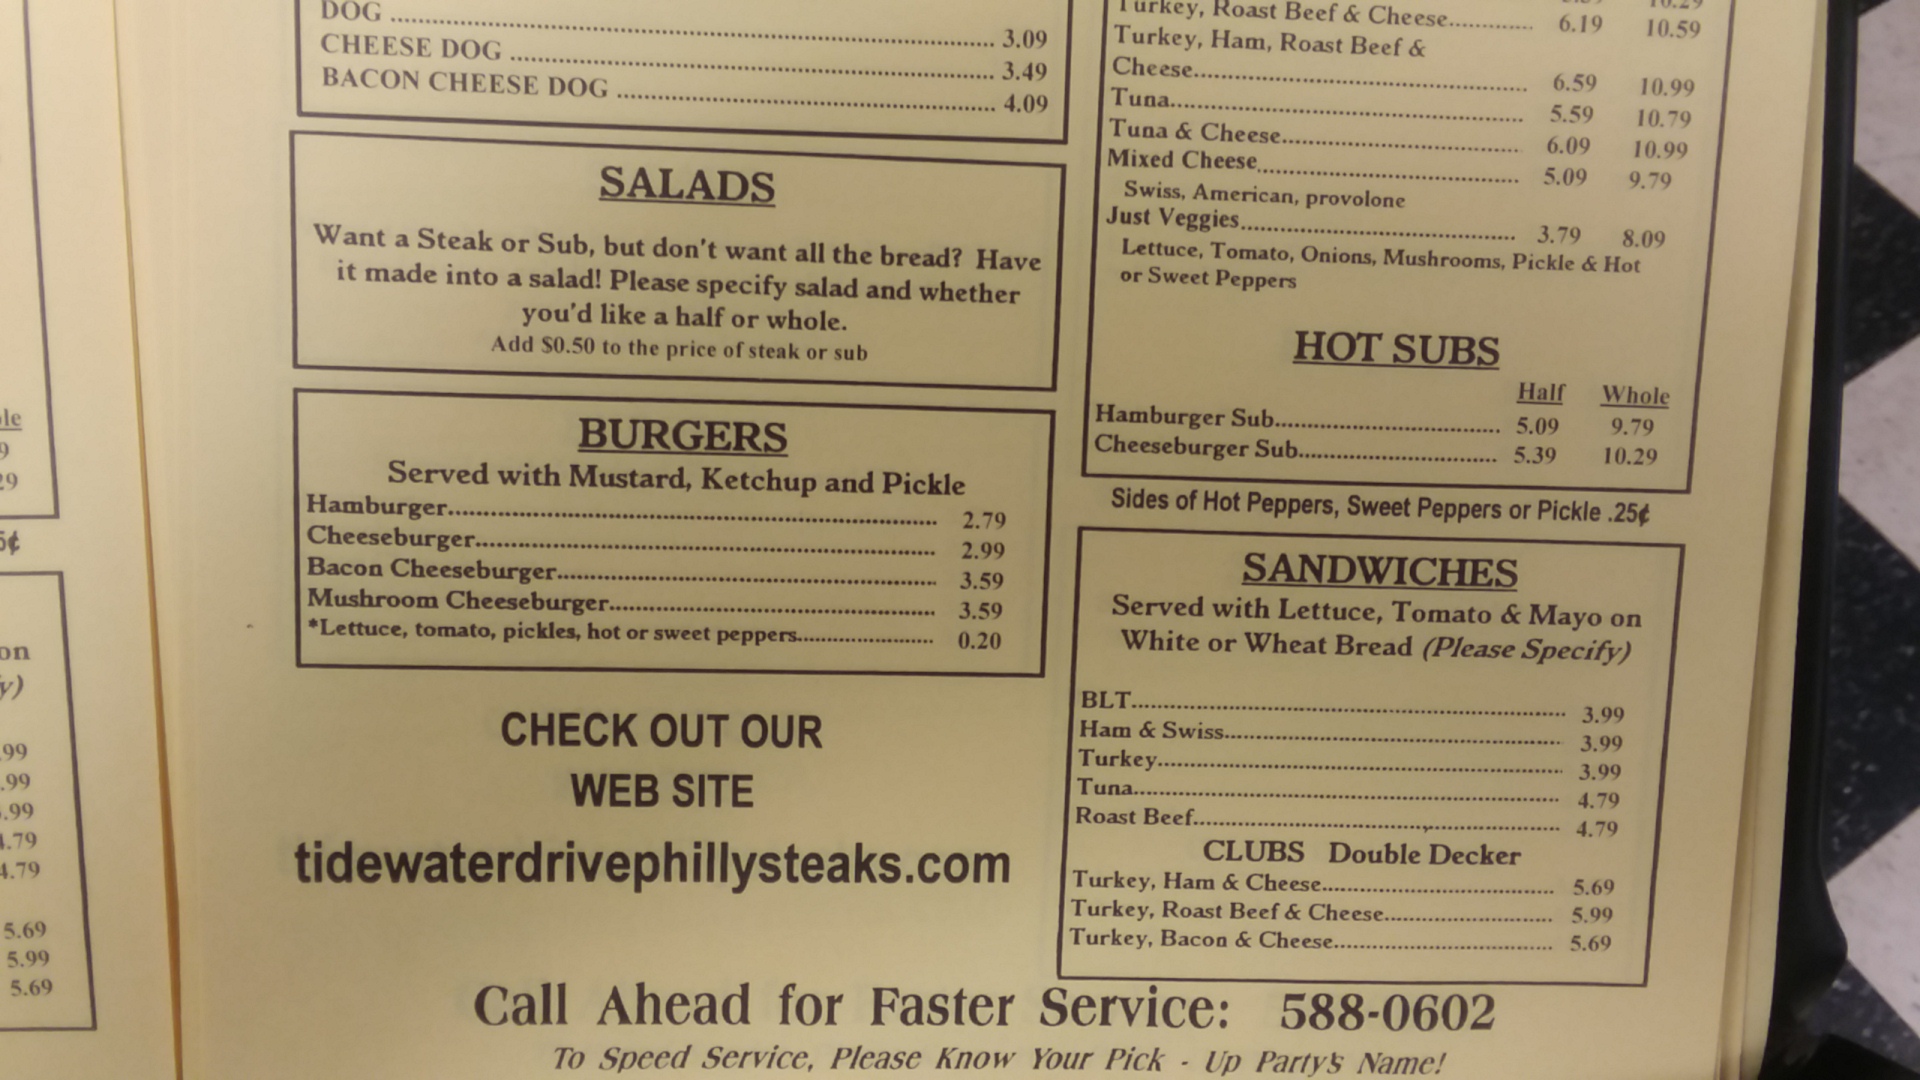 DOG 3.09
CHEESE DOG 3.49
BACON CHEESE DOG 4.09
SALADS
Want a Steak or Sub, but don't want all the bread? Have
it made into a salad! Please specify salad and whether
you'd like a half or whole.
Add $0.50 to the price of steak or sub
BURGERS
Served with Mustard, Ketchup and Pickle
Hamburger 2.79
Cheeseburger 2.99
Bacon Cheeseburger 3.59
Mushroom Cheeseburger 3.59
*Lettuce, tomato, pickles, hot or sweet peppers 0.20
CHECK OUT OUR
WEB SITE
tidewaterdrivephillysteaks.com
Turkey, Roast Beef & Cheese 6.19 10.59
Turkey, Ham, Roast Beef &
Cheese 6.59 10.99
Tuna 5.59 10.79
Tuna & Cheese 6.09 10.99
Mixed Cheese 5.09 9.79
Swiss, American, provolone
Just Veggies 3.79 8.09
Lettuce, Tomato, Onions, Mushrooms, Pickle & Hot
or Sweet Peppers
HOT SUBS
Half Whole
Hamburger Sub 5.09 9.79
Cheeseburger Sub 5.39 10.29
Sides of Hot Peppers, Sweet Peppers or Pickle .25¢
SANDWICHES
Served with Lettuce, Tomato & Mayo on
White or Wheat Bread (Please Specify)
BLT 3.99
Ham & Swiss 3.99
Turkey 3.99
Tuna 4.79
Roast Beef 4.79
CLUBS Double Decker
Turkey, Ham & Cheese 5.69
Turkey, Roast Beef & Cheese 5.99
Turkey, Bacon & Cheese 5.69
Call Ahead for Faster Service: 588-0602
To Speed Service, Please Know Your Pick - Up Party's Name!
5.69
5.99
5.69